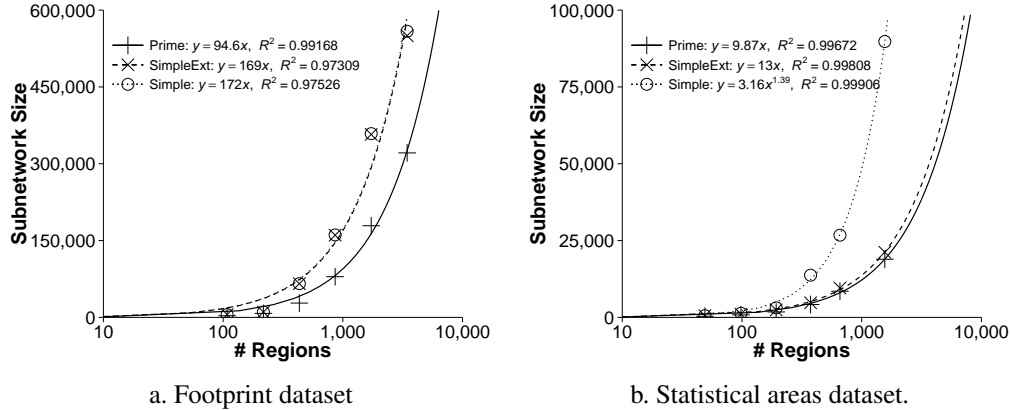 600,000
450,000
300,000
150,000
0
Subnetwork Size
Prime: y = 94.6x, R² = 0.99168
SimpleExt: y = 169x, R² = 0.97309
Simple: y = 172x, R² = 0.97526
10
100
1,000
10,000
# Regions
a. Footprint dataset
100,000
75,000
50,000
25,000
0
Subnetwork Size
Prime: y = 9.87x, R² = 0.99672
SimpleExt: y = 13x, R² = 0.99808
Simple: y = 3.16x^1.39, R² = 0.99906
10
100
1,000
10,000
# Regions
b. Statistical areas dataset.